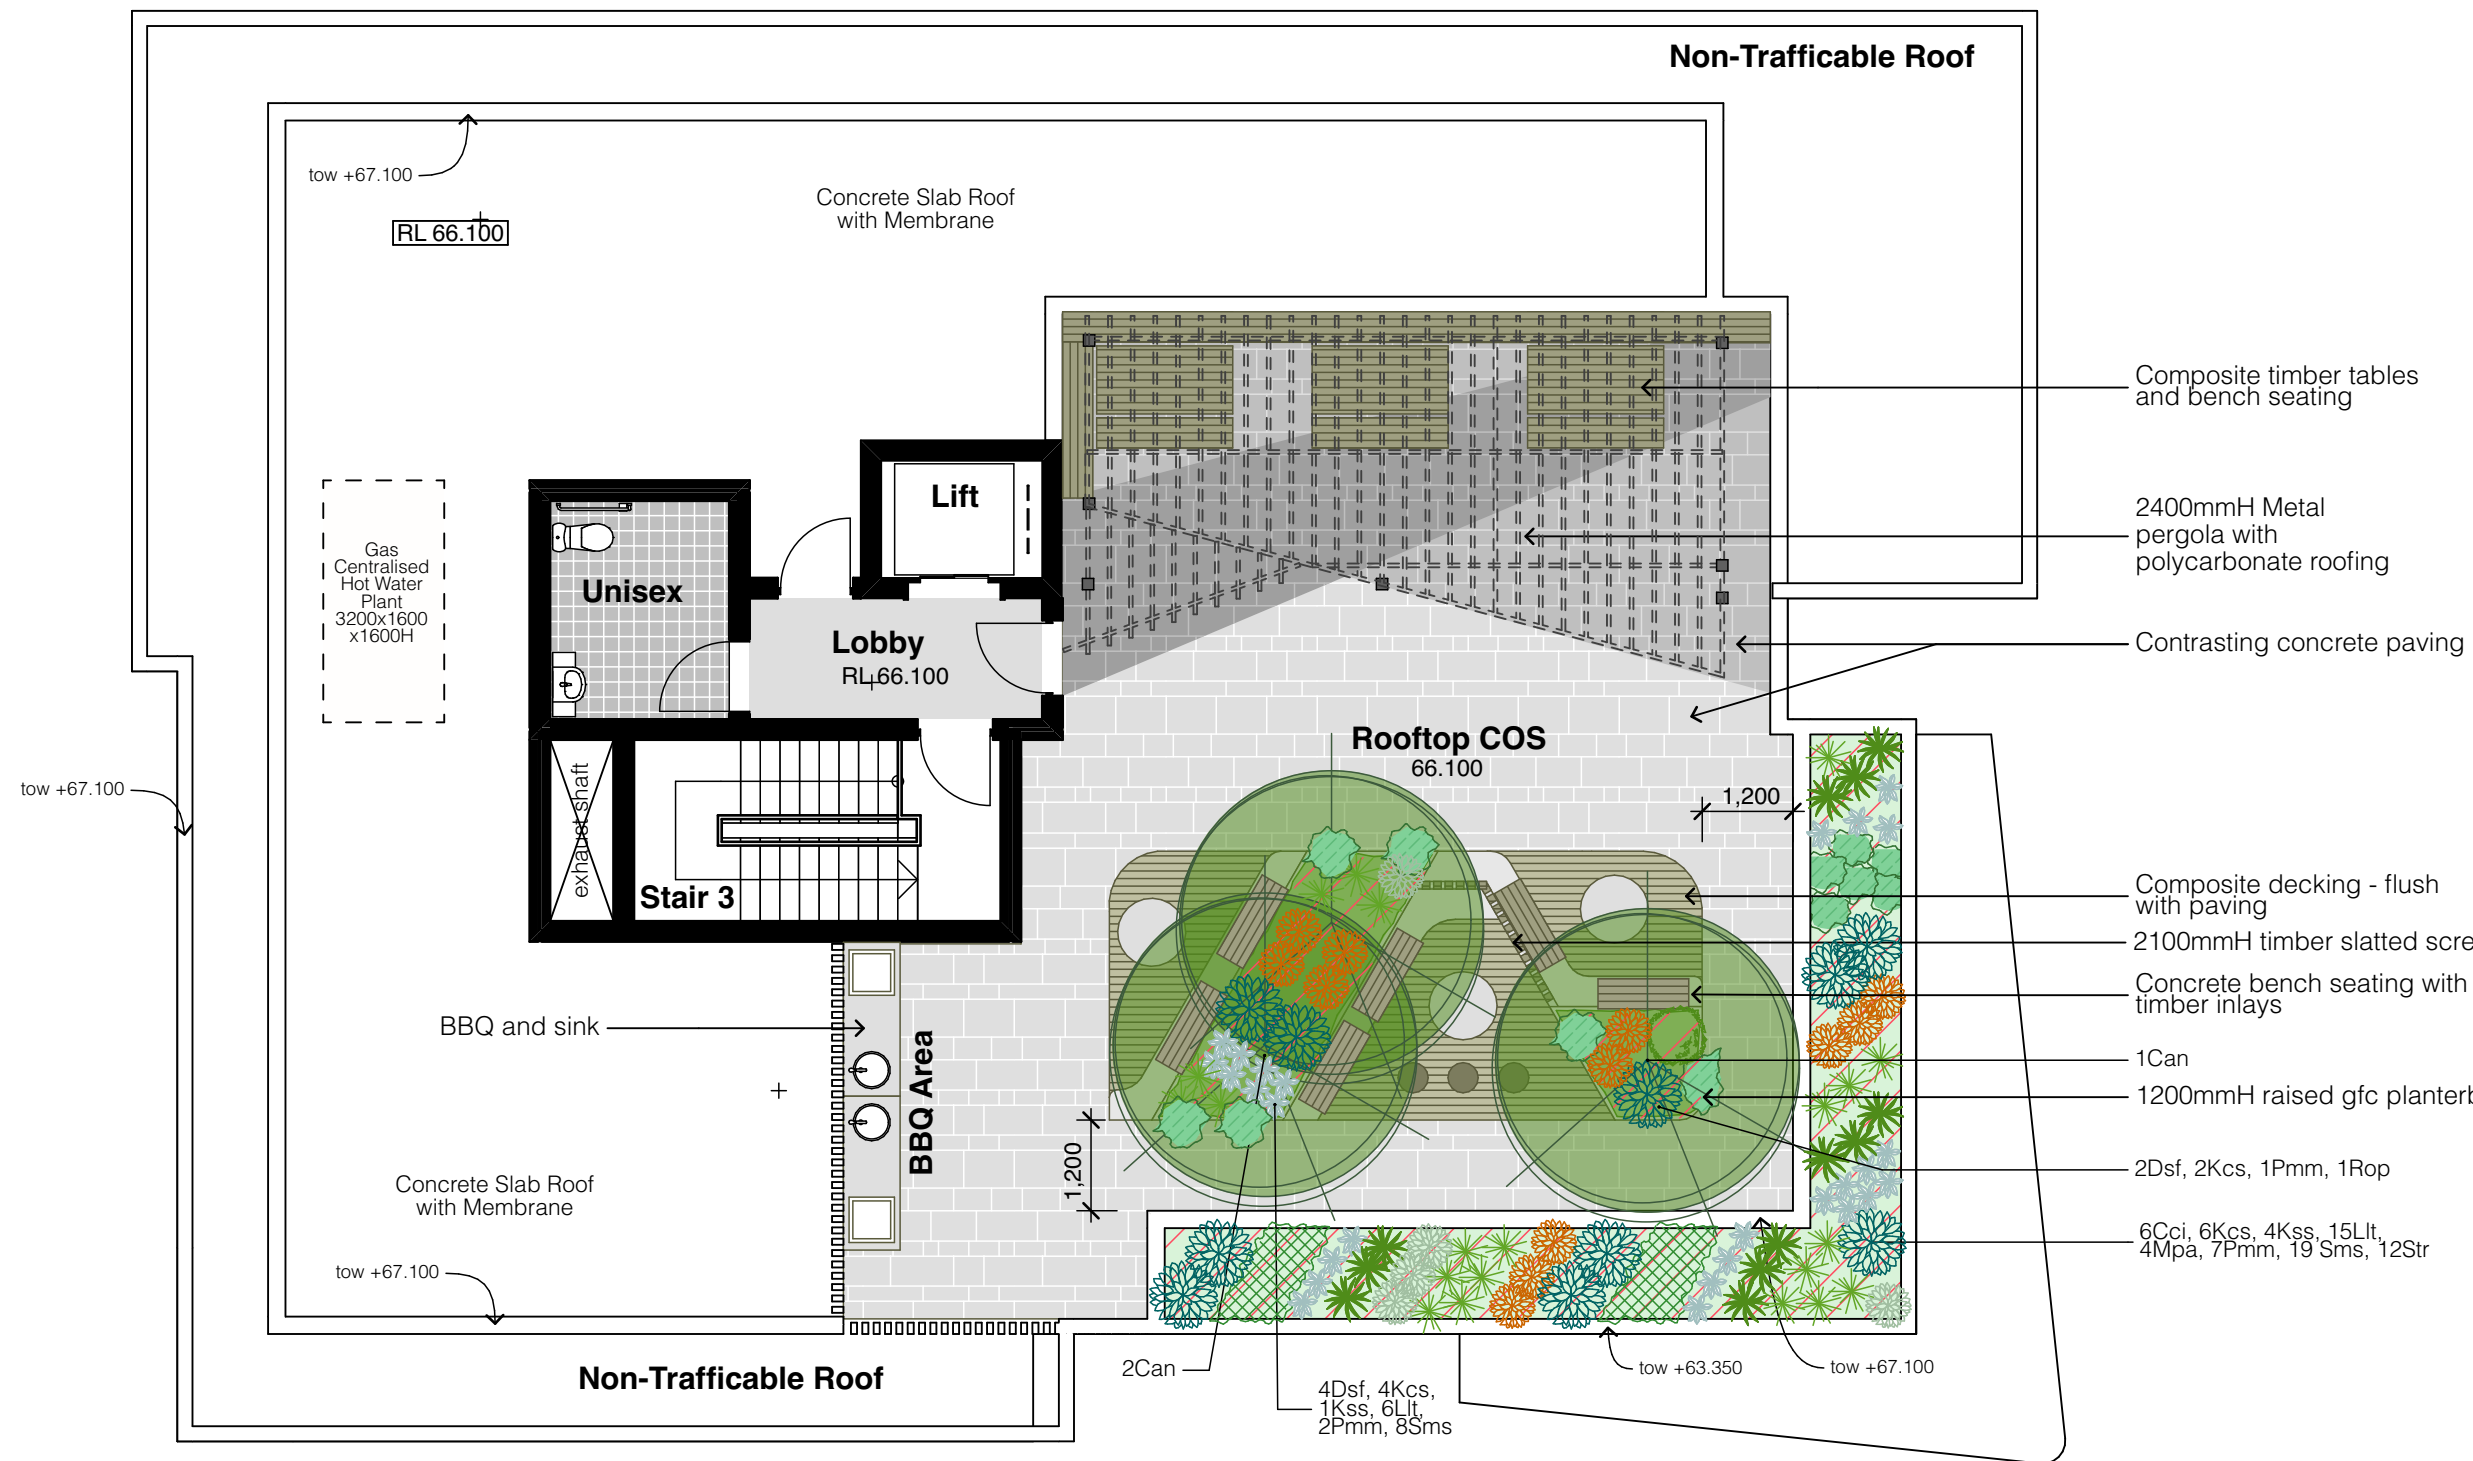 Non-Trafficable Roof
tow +67.100
RL 66.100
Concrete Slab Roof
with Membrane
Composite timber tables
and bench seating
2400mmH Metal
pergola with
polycarbonate roofing
Contrasting concrete paving
Gas
Centralised
Hot Water
Plant
3200x1600
x1600H
Lift
Unisex
Lobby
RL 66.100
Rooftop COS
66.100
tow +67.100
exhaust shaft
Stair 3
1,200
Composite decking - flush
with paving
2100mmH timber slatted scre
Concrete bench seating with
timber inlays
BBQ and sink
BBQ Area
1Can
1200mmH raised gfc planterb
1,200
2Dsf, 2Kcs, 1Pmm, 1Rop
Concrete Slab Roof
with Membrane
6Cci, 6Kcs, 4Kss, 15Llt,
4Mpa, 7Pmm, 19 Sms, 12Str
tow +67.100
Non-Trafficable Roof
2Can
4Dsf, 4Kcs,
1Kss, 6Llt,
2Pmm, 8Sms
tow +63.350
tow +67.100